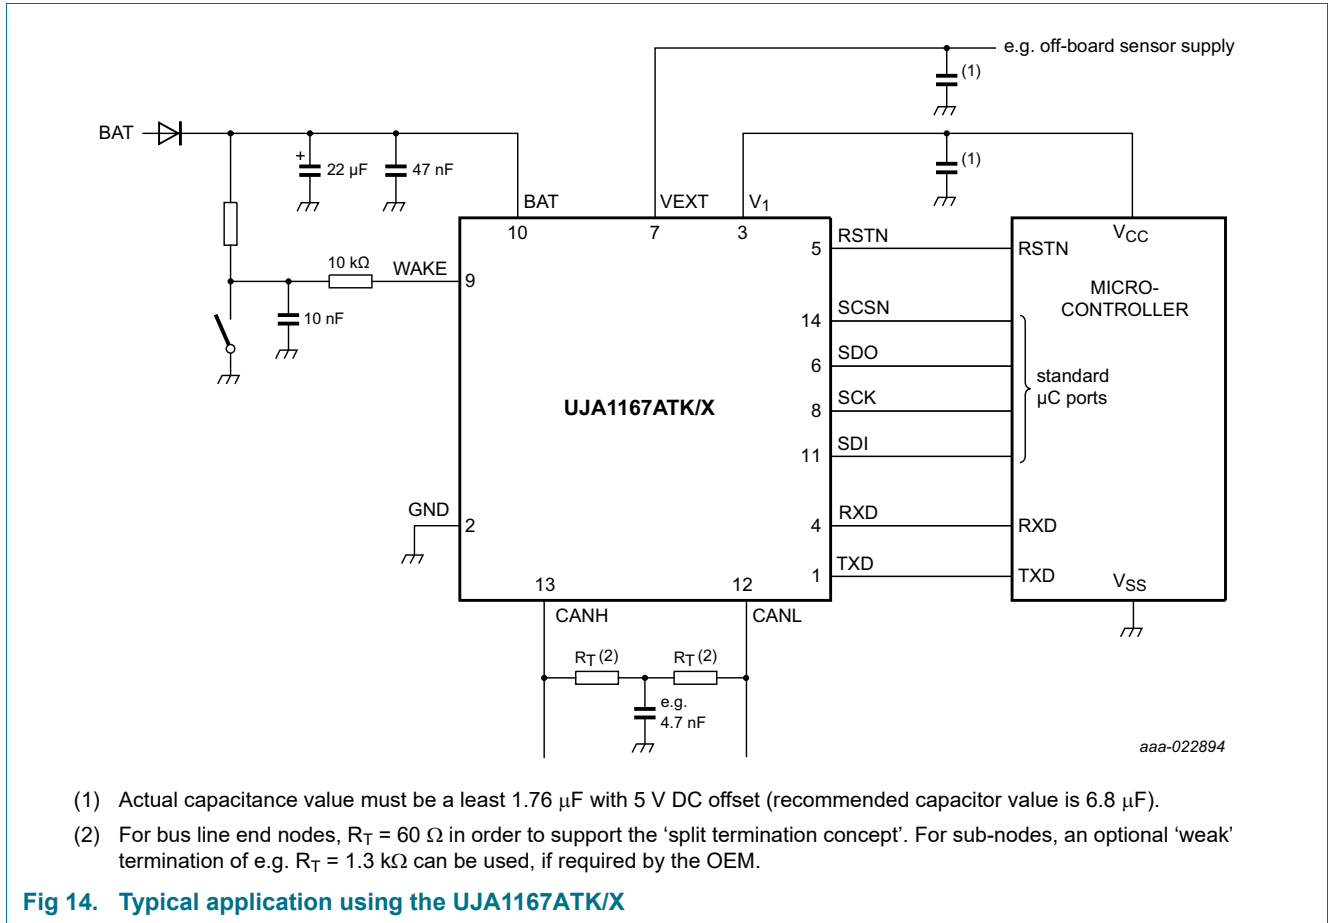 e.g. off-board sensor supply
(1)
BAT
(1)
+
22 µF
47 nF
BAT
VEXT
V1
10
7
3
VCC
5
RSTN
RSTN
10 kΩ
WAKE
9
MICRO-
CONTROLLER
10 nF
14
SCSN
6
SDO
standard
µC ports
8
SCK
UJA1167ATK/X
11
SDI
GND
2
4
RXD
RXD
1
TXD
TXD
13
12
VSS
CANH
CANL
RT (2)
RT (2)
e.g.
4.7 nF
aaa-022894
(1) Actual capacitance value must be a least 1.76 µF with 5 V DC offset (recommended capacitor value is 6.8 µF).
(2) For bus line end nodes, RT = 60 Ω in order to support the ‘split termination concept’. For sub-nodes, an optional ‘weak’
termination of e.g. RT = 1.3 kΩ can be used, if required by the OEM.
Fig 14. Typical application using the UJA1167ATK/X